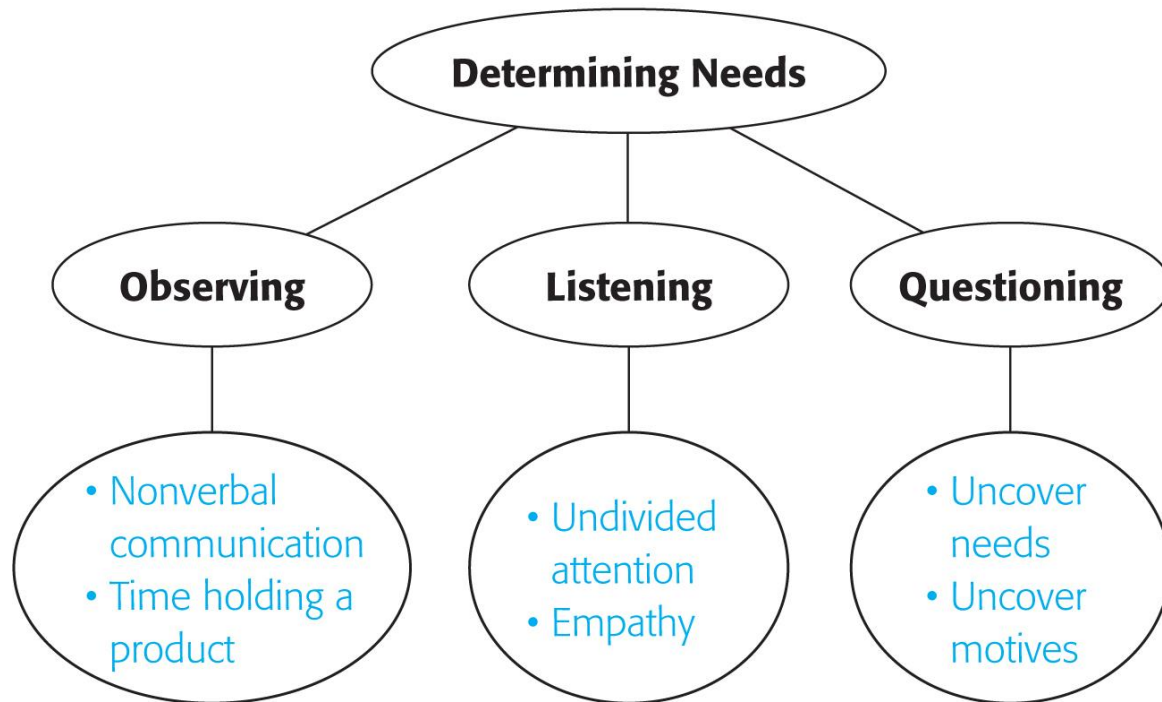 Determining Needs
Observing
Listening
Questioning
• Nonverbal
communication
• Time holding a
product
• Undivided
attention
• Empathy
• Uncover
needs
• Uncover
motives